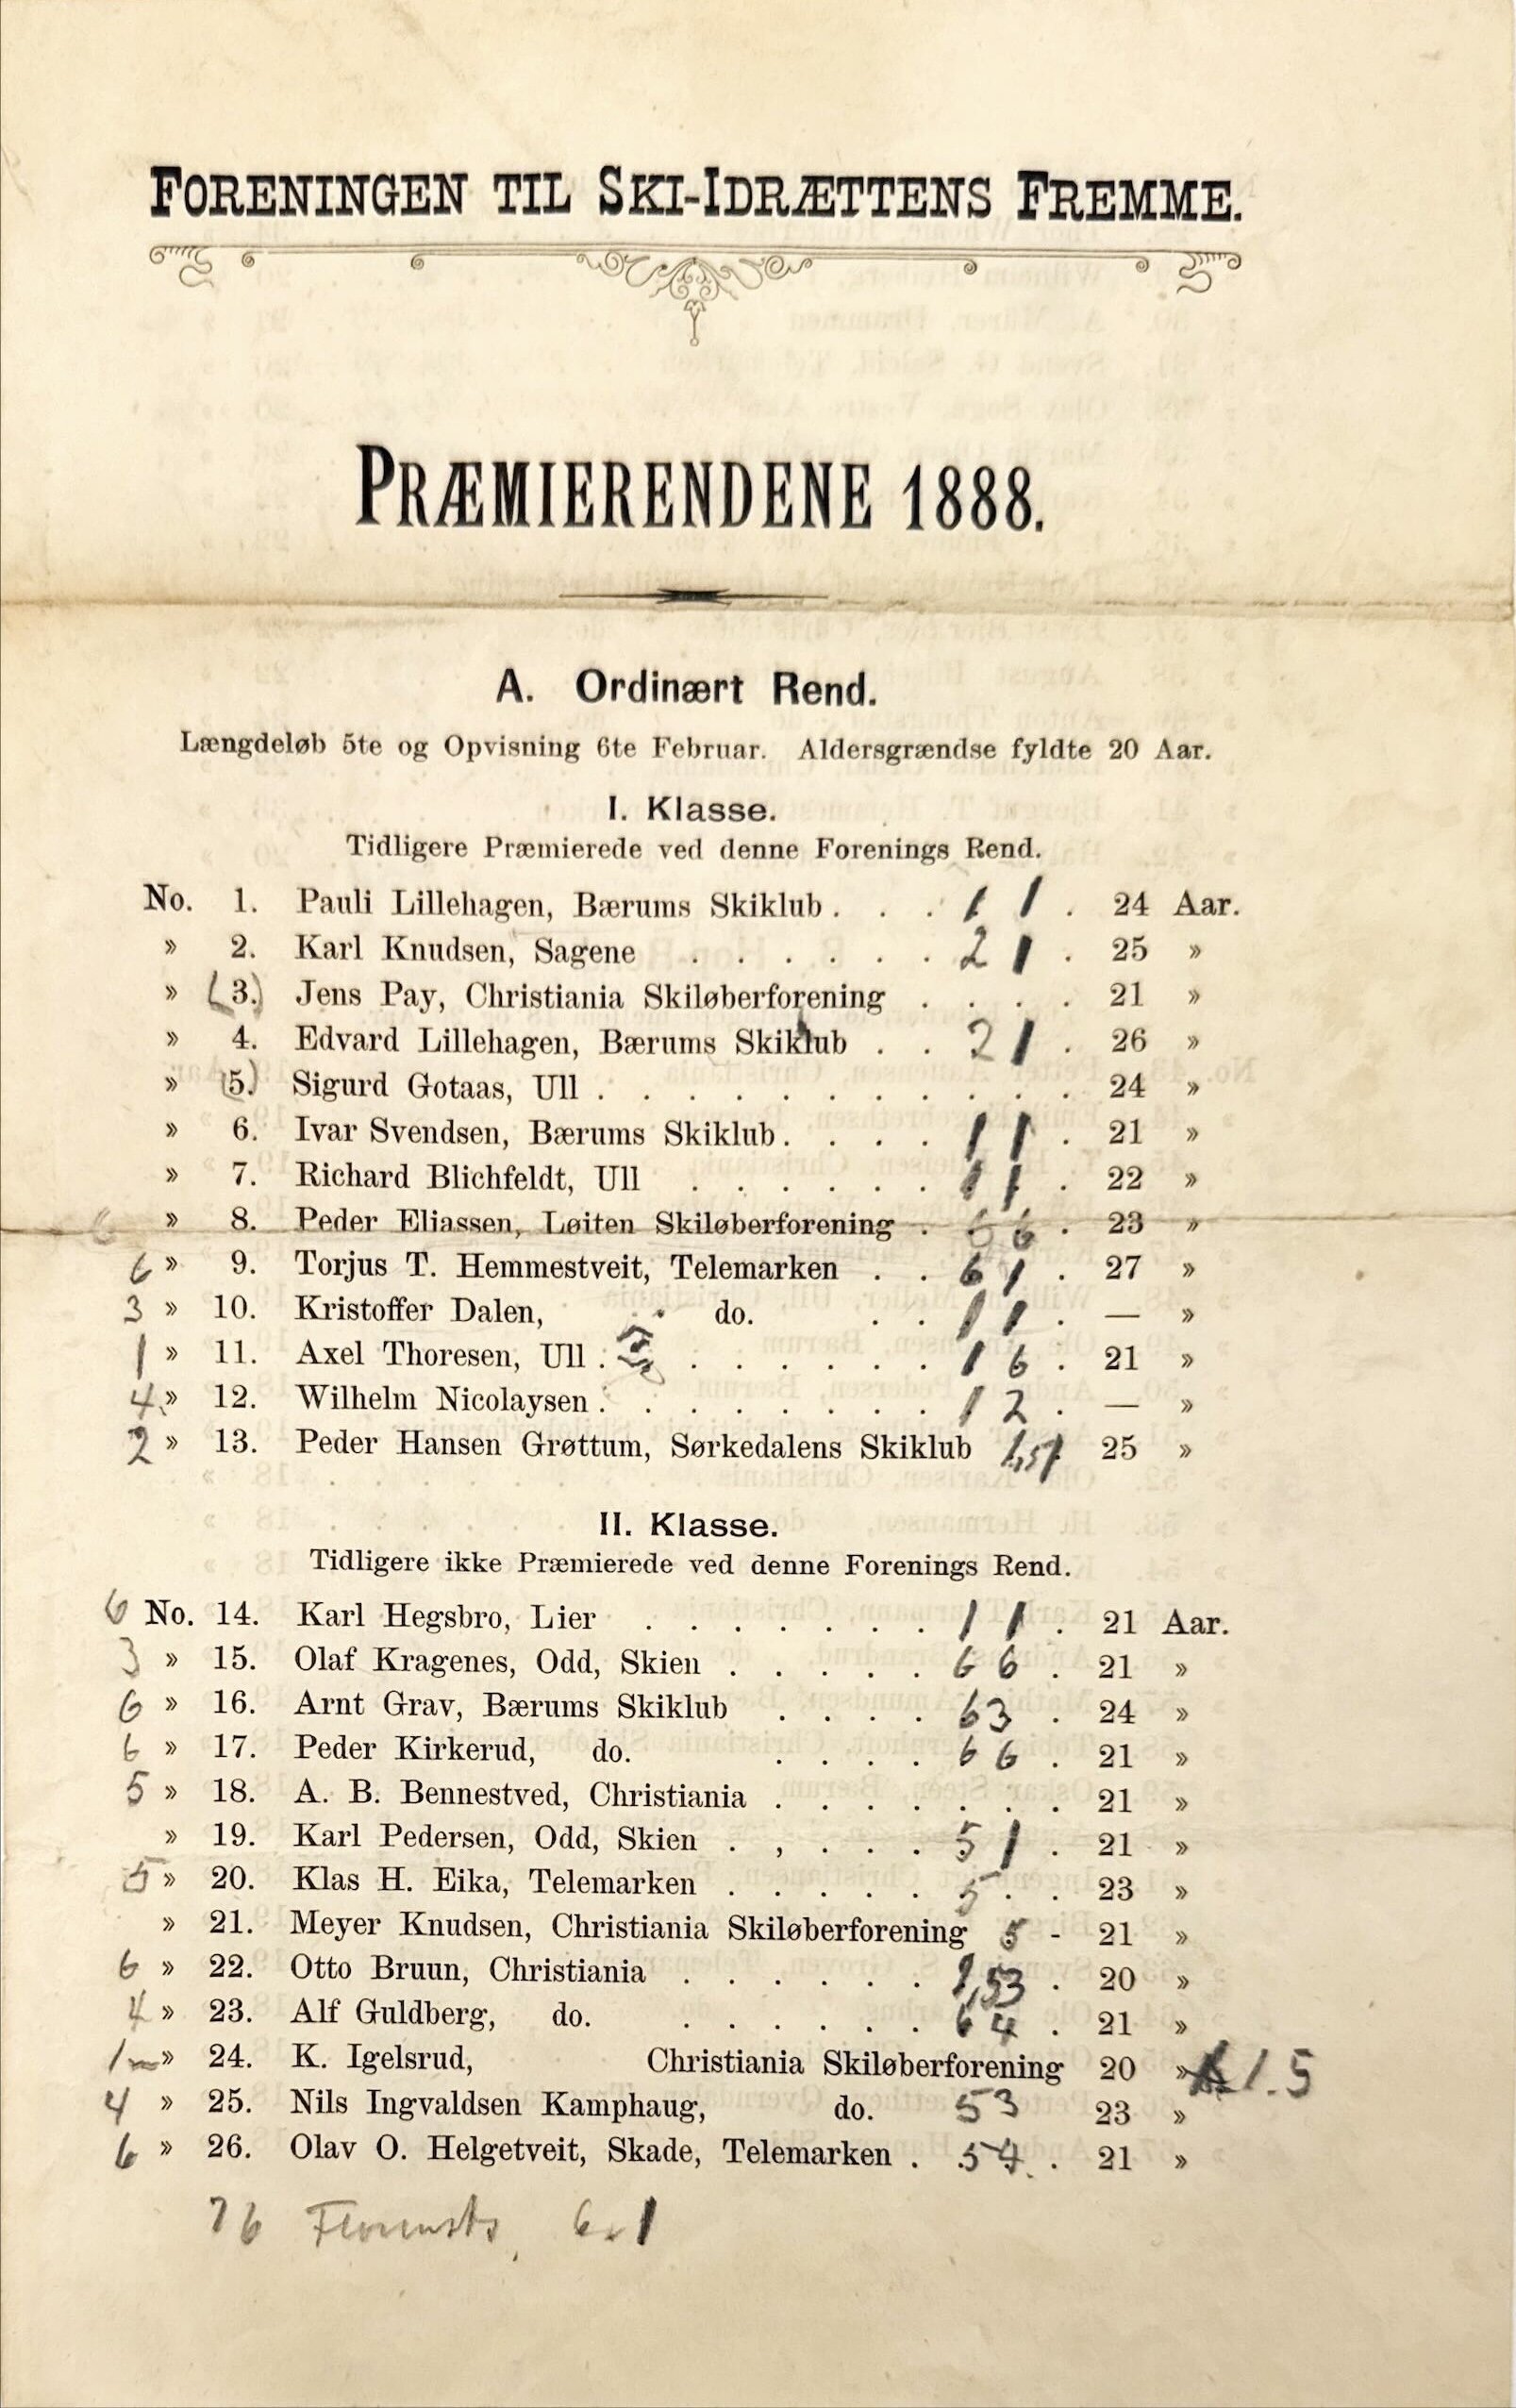 FORENINGEN TIL SKI-IDRÆTTENS FREMME.
PRÆMIERENDENE 1888.
A. Ordinært Rend.
Længdeløb 5te og Opvisning 6te Februar. Aldersgrændse fyldte 20 Aar.
I. Klasse.
Tidligere Præmierede ved denne Forenings Rend.
No. 1. Pauli Lillehagen, Bærums Skiklub . . . 1 1 . 24 Aar.
» 2. Karl Knudsen, Sagene . . . . . . 2 1 . 25 »
» (3.) Jens Pay, Christiania Skiløberforening . . . . 21 »
» 4. Edvard Lillehagen, Bærums Skiklub . . 2 1 . 26 »
» (5.) Sigurd Gotaas, Ull . . . . . . . . . . . 24 »
» 6. Ivar Svendsen, Bærums Skiklub . . . . 1 1 . 21 »
» 7. Richard Blichfeldt, Ull . . . . . . 1 1 . 22 »
» 8. Peder Eliassen, Løiten Skiløberforening . 6 6 . 23 »
6 » 9. Torjus T. Hemmestveit, Telemarken . . 6 1 . 27 »
3 » 10. Kristoffer Dalen, do. . . 1 1 . — »
1 » 11. Axel Thoresen, Ull . . . . . . . 1 6 . 21 »
4 » 12. Wilhelm Nicolaysen . . . . . . . 1 2 . — »
2 » 13. Peder Hansen Grøttum, Sørkedalens Skiklub 25 »
II. Klasse.
Tidligere ikke Præmierede ved denne Forenings Rend.
6 No. 14. Karl Hegsbro, Lier . . . . . . . 1 1 . 21 Aar.
3 » 15. Olaf Kragenes, Odd, Skien . . . . . 6 6 . 21 »
6 » 16. Arnt Grav, Bærums Skiklub . . . . 6 3 . 24 »
6 » 17. Peder Kirkerud, do. . . . . 6 6 . 21 »
5 » 18. A. B. Bennestved, Christiania . . . . . . . 21 »
» 19. Karl Pedersen, Odd, Skien . , . . . 5 1 . 21 »
5 » 20. Klas H. Eika, Telemarken . . . . . 5 . . 23 »
» 21. Meyer Knudsen, Christiania Skiløberforening 5 - 21 »
6 » 22. Otto Bruun, Christiania . . . . . . 1,53 . 20 »
4 » 23. Alf Guldberg, do. . . . . . . 6 4 . 21 »
1 » 24. K. Igelsrud, Christiania Skiløberforening 20 » 1.5
4 » 25. Nils Ingvaldsen Kamphaug, do. 5 3 23 »
6 » 26. Olav O. Helgetveit, Skade, Telemarken . 5 4 . 21 »
76 6 1